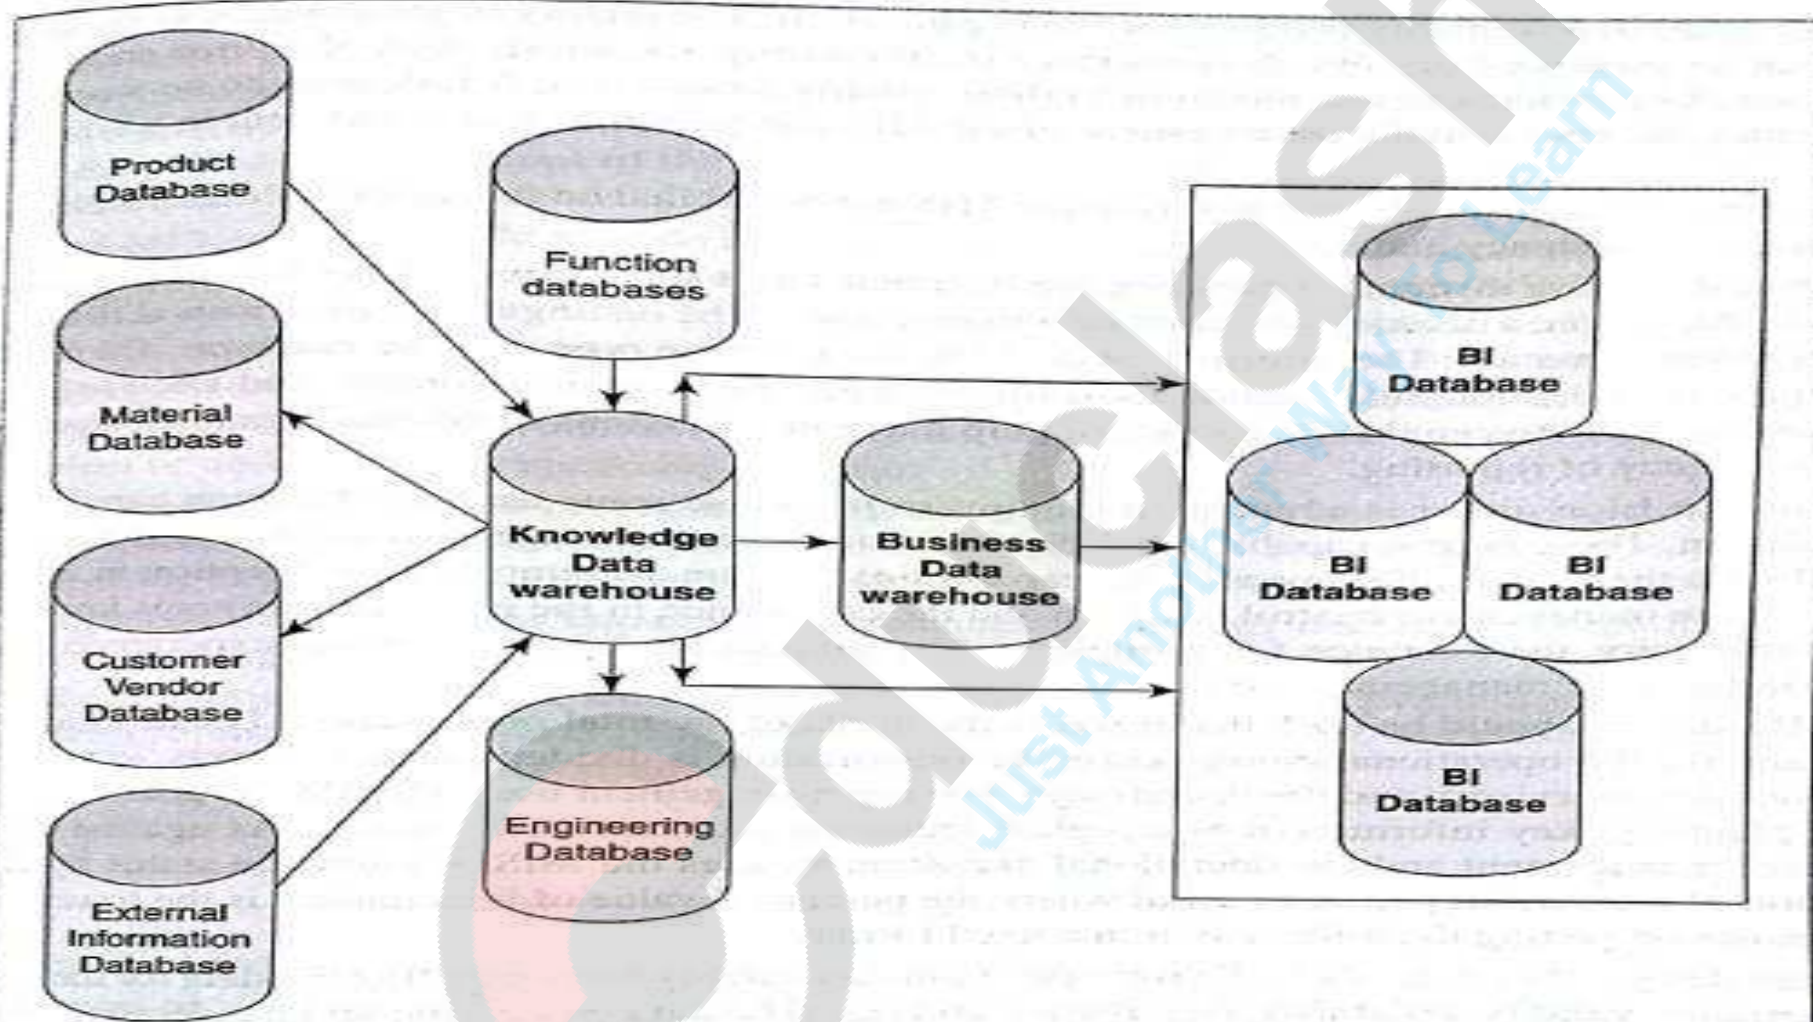 Product
Database
Function
databases
Material
Database
Knowledge
Data
warehouse
Business
Data
warehouse
Customer
Vendor
Database
Engineering
Database
External
Information
Database
BI
Database
BI
Database
BI
Database
BI
Database
educlash
Just Another Way To Learn